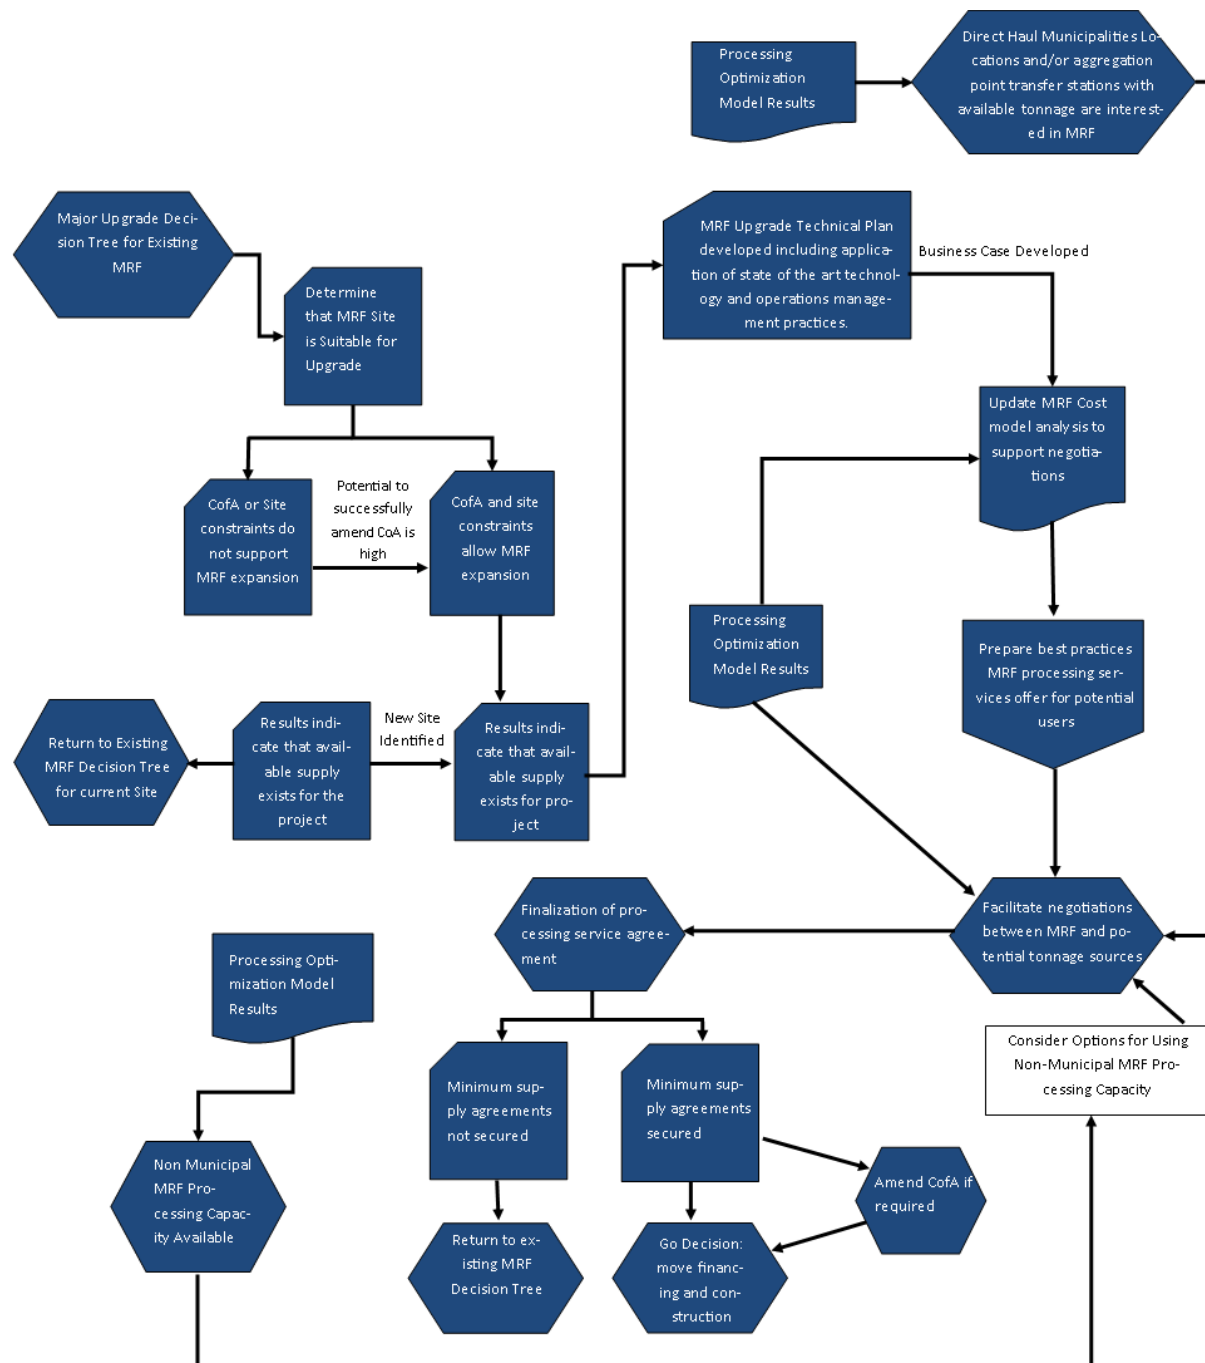 Processing
Optimization
Model Results
Direct Haul Municipalities Lo-
cations and/or aggregation
point transfer stations with
available tonnage are interest-
ed in MRF
Major Upgrade Deci-
sion Tree for Existing
MRF
Determine
that MRF Site
is Suitable for
Upgrade
MRF Upgrade Technical Plan
developed including applica-
tion of state of the art technol-
ogy and operations manage-
ment practices.
Business Case Developed
Update MRF Cost
model analysis to
support negotia-
tions
CofA or Site
constraints do
not support
MRF expansion
Potential to
successfully
amend CoA is
high
CofA and site
constraints
allow MRF
expansion
Processing
Optimization
Model Results
Prepare best practices
MRF processing ser-
vices offer for potential
users
Return to Existing
MRF Decision Tree
for current Site
Results indi-
cate that avail-
able supply
exists for the
project
New Site
Identified
Results indi-
cate that avail-
able supply
exists for pro-
ject
Finalization of pro-
cessing service agree-
ment
Facilitate negotiations
between MRF and po-
tential tonnage sources
Processing Opti-
mization Model
Results
Consider Options for Using
Non-Municipal MRF Pro-
cessing Capacity
Minimum sup-
ply agreements
not secured
Minimum sup-
ply agreements
secured
Non Municipal
MRF Pro-
cessing Capac-
ity Available
Amend CofA if
required
Return to ex-
isting MRF
Decision Tree
Go Decision:
move financ-
ing and con-
struction